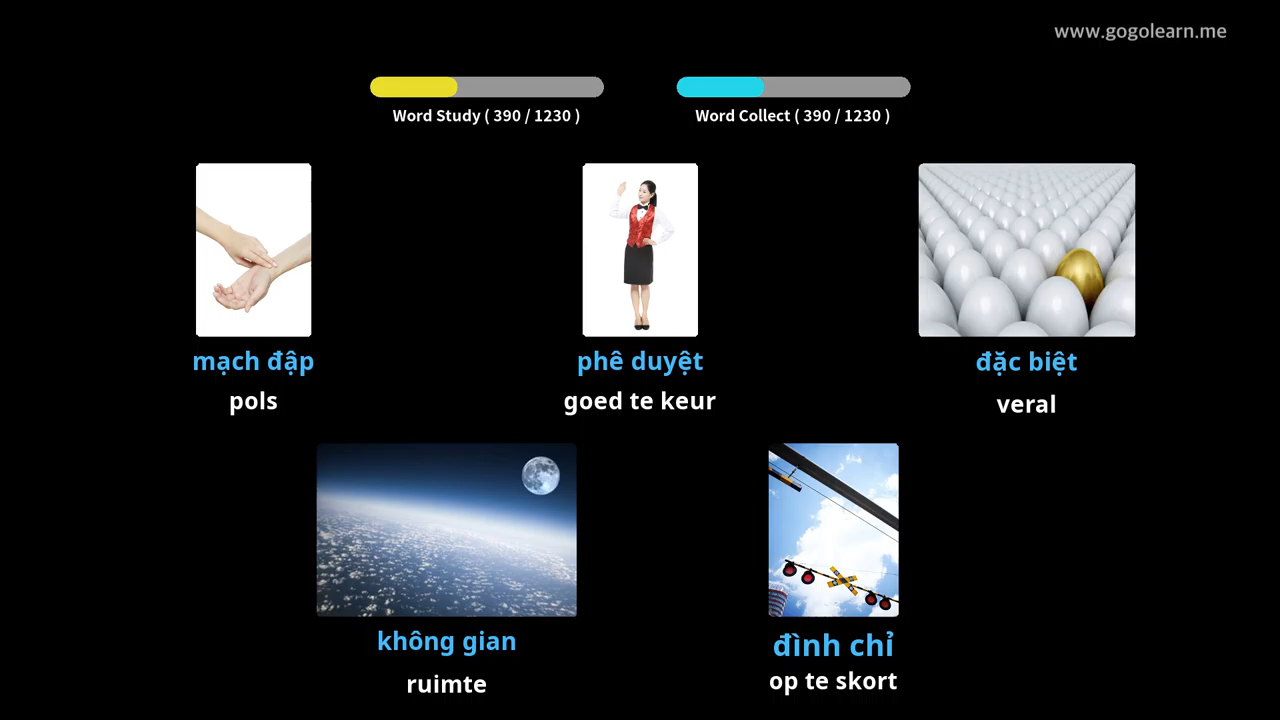 www.gogolearn.me
Word Study ( 390 / 1230 )
Word Collect ( 390 / 1230 )
mạch đập
pols
phê duyệt
goed te keur
đặc biệt
veral
không gian
ruimte
đình chỉ
op te skort